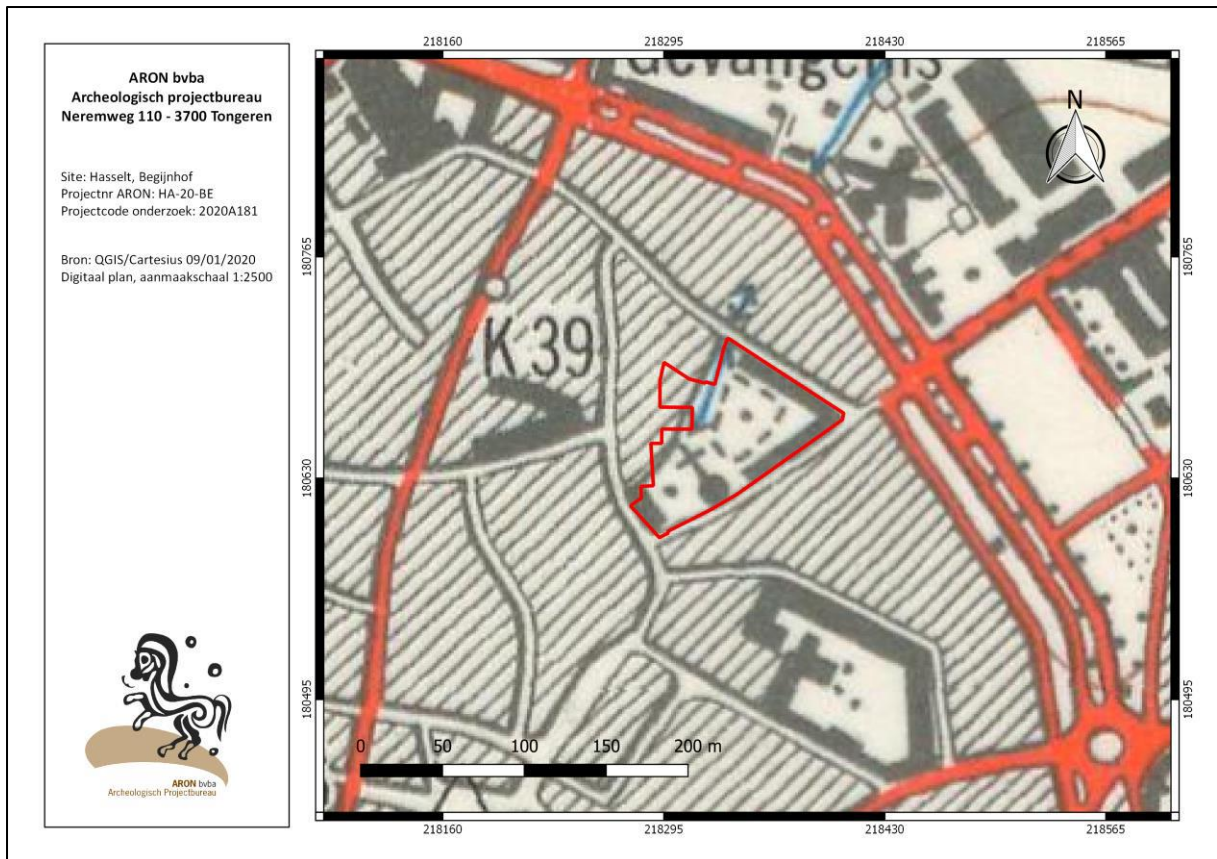 ARON bvba
Archeologisch projectbureau
Neremweg 110 - 3700 Tongeren
Site: Hasselt, Begijnhof
Projectnr ARON: HA-20-BE
Projectcode onderzoek: 2020A181
Bron: QGIS/Cartesius 09/01/2020
Digitaal plan, aanmaakschaal 1:2500
ARON bvba
Archeologisch Projectbureau
218160 218295 218430 218565
Gevangenis
N
180765 180765
K 39
180630 180630
180495 180495
0 50 100 150 200 m
218160 218295 218430 218565